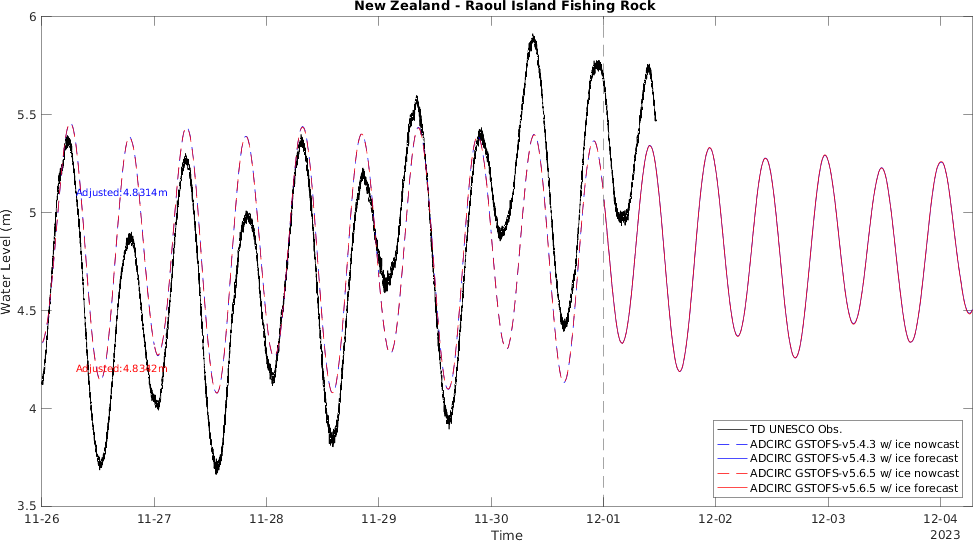 New Zealand - Raoul Island Fishing Rock
6
5.5
5
4.5
4
3.5
Water Level (m)
Adjusted:4.8314m
Adjusted:4.8342m
TD UNESCO Obs.
ADCIRC GSTOFS-v5.4.3 w/ ice nowcast
ADCIRC GSTOFS-v5.4.3 w/ ice forecast
ADCIRC GSTOFS-v5.6.5 w/ ice nowcast
ADCIRC GSTOFS-v5.6.5 w/ ice forecast
11-26 11-27 11-28 11-29 11-30 12-01 12-02 12-03 12-04
Time
2023